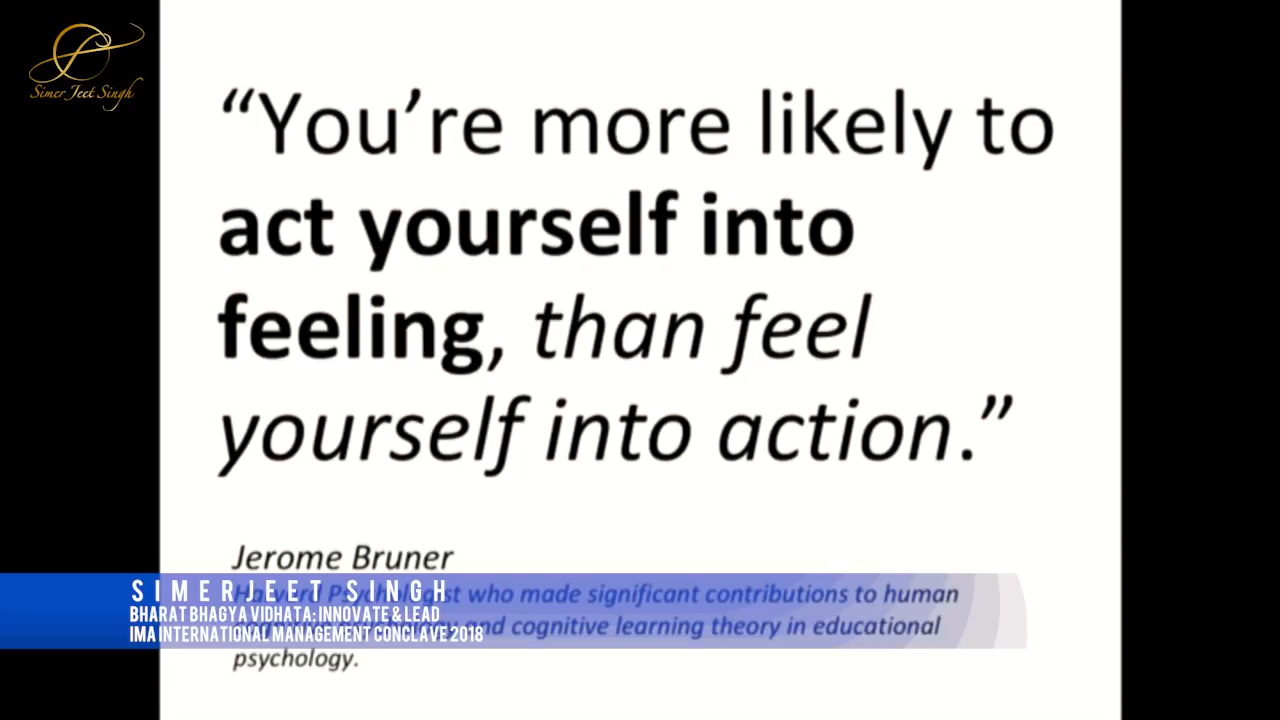 Simer Jeet Singh
“You’re more likely to
act yourself into
feeling, than feel
yourself into action.”
Jerome Bruner
Psychologist who made significant contributions to human
and cognitive learning theory in educational
psychology.
SIMERJEET SINGH
BHARAT BHAGYA VIDHATA: INNOVATE & LEAD
IMA INTERNATIONAL MANAGEMENT CONCLAVE 2018